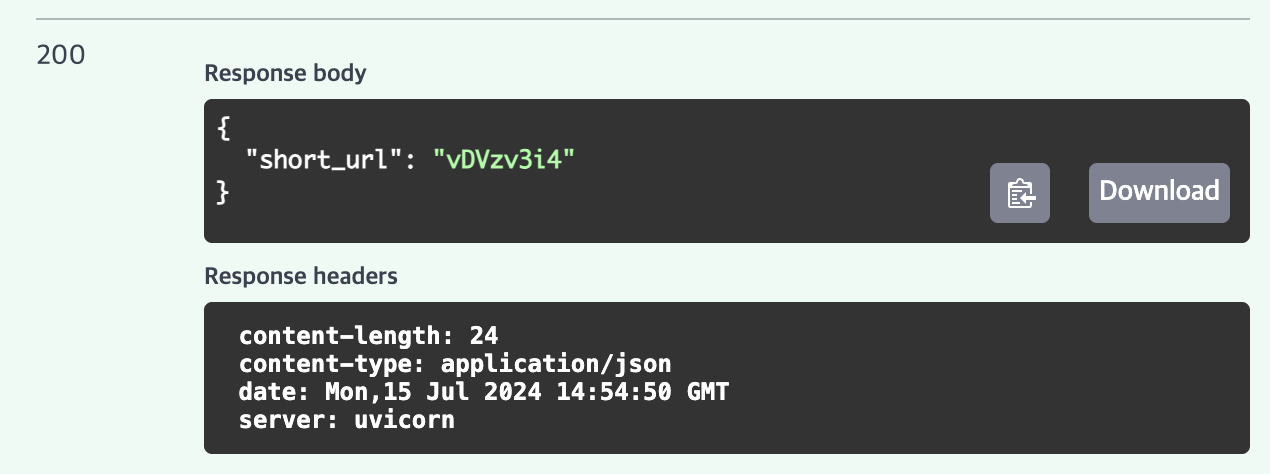 200
Response body
{
"short_url": "vDVzv3i4"
}
Download
Response headers
content-length: 24
content-type: application/json
date: Mon,15 Jul 2024 14:54:50 GMT
server: uvicorn